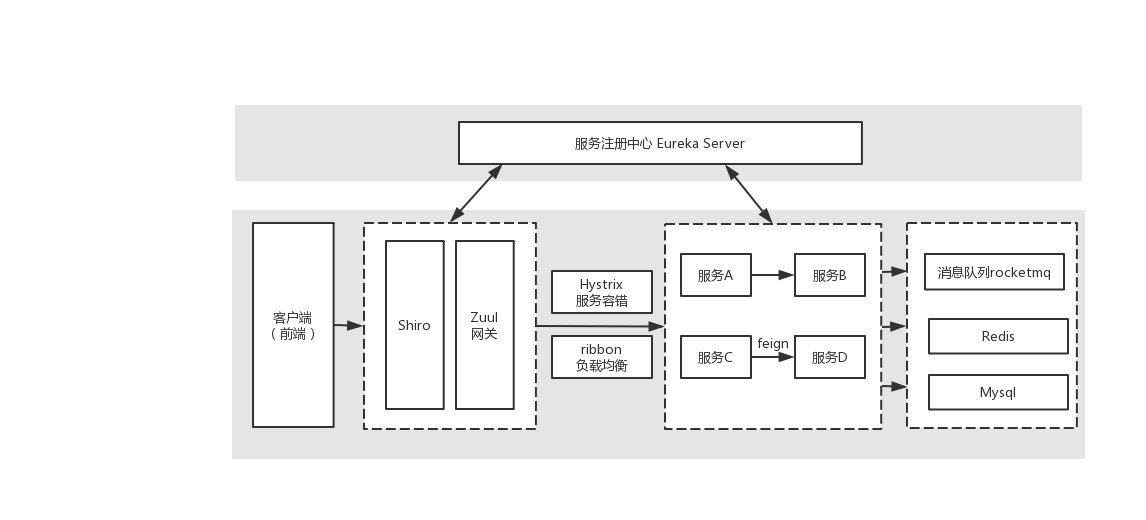 服务注册中心 Eureka Server
客户端
（前端）
Shiro
Zuul
网关
Hystrix
服务容错
ribbon
负载均衡
服务A
服务B
服务C
feign
服务D
消息队列rocketmq
Redis
Mysql